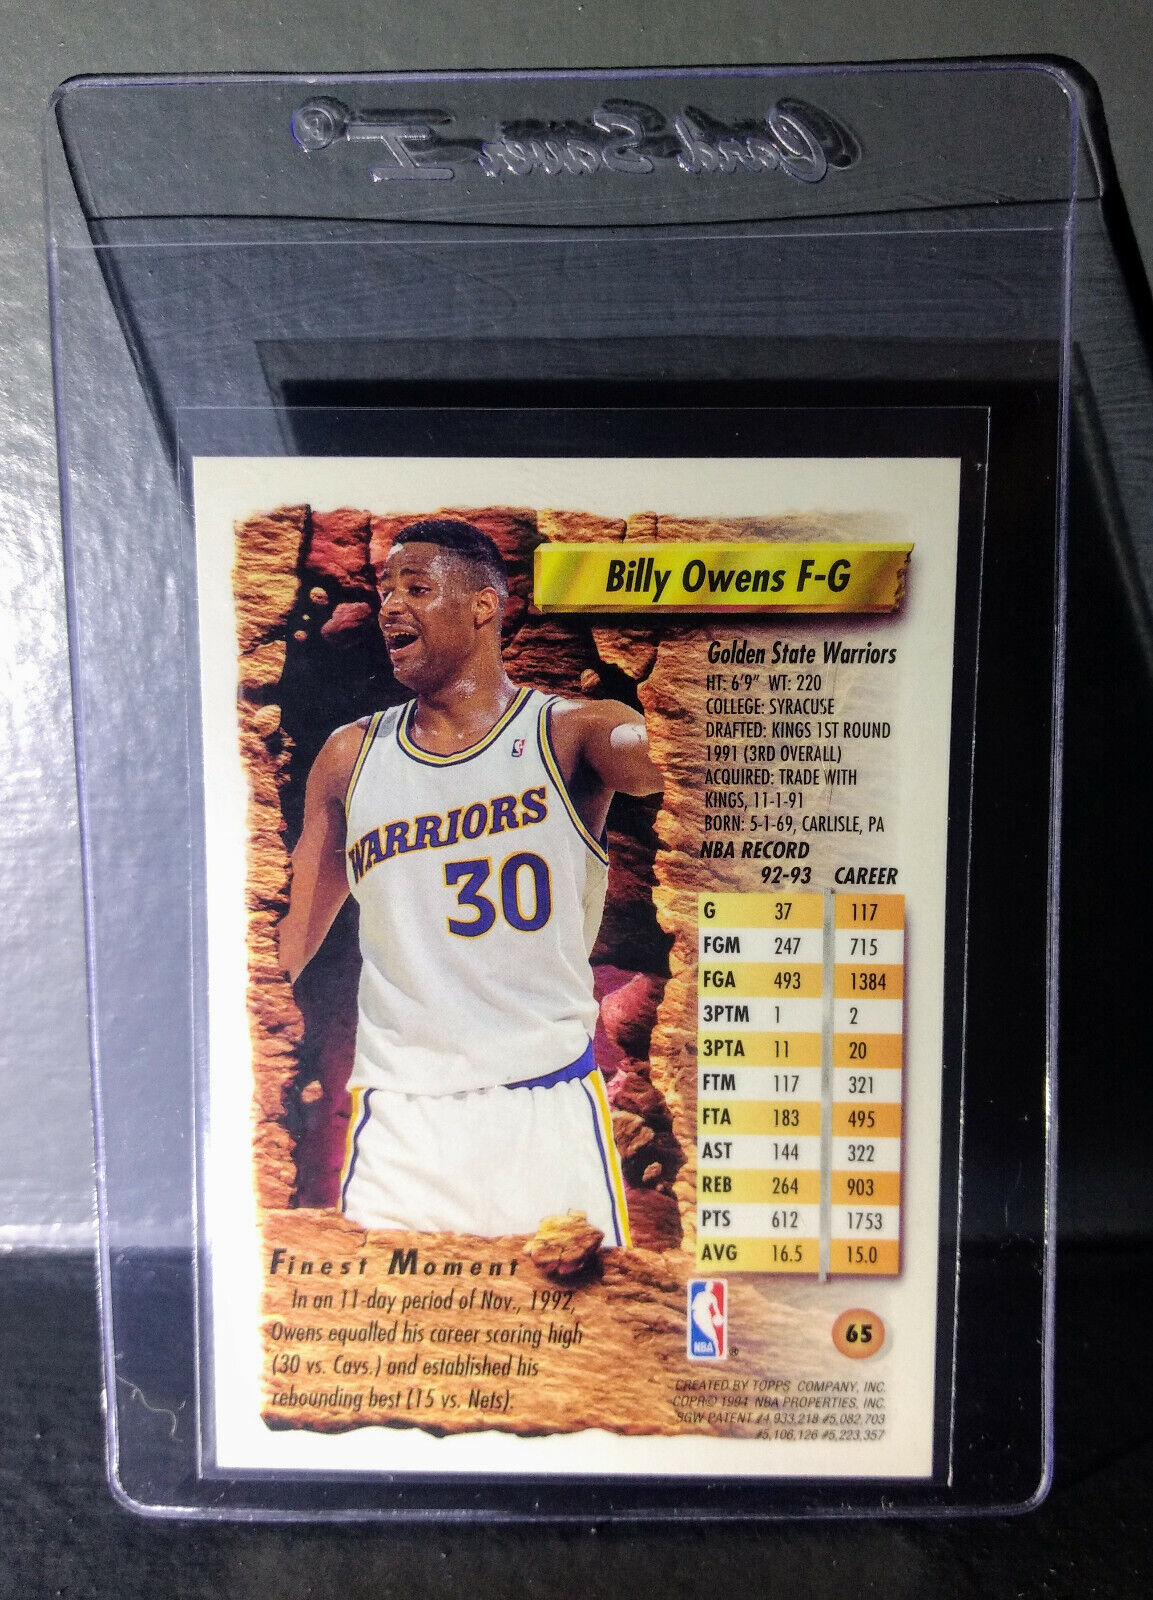 Card Saver I®
Billy Owens F-G
Golden State Warriors
HT: 6'9" WT: 220
COLLEGE: SYRACUSE
DRAFTED: KINGS 1ST ROUND
1991 (3RD OVERALL)
ACQUIRED: TRADE WITH
KINGS, 11-1-91
BORN: 5-1-69, CARLISLE, PA
NBA RECORD
92-93 CAREER
G 37 117
FGM 247 715
FGA 493 1384
3PTM 1 2
3PTA 11 20
FTM 117 321
FTA 183 495
AST 144 322
REB 264 903
PTS 612 1753
AVG 16.5 15.0
WARRIORS
30
Finest Moment
In an 11-day period of Nov., 1992,
Owens equalled his career scoring high
(30 vs. Cavs.) and established his
rebounding best (15 vs. Nets).
NBA ®
65
CREATED BY TOPPS COMPANY, INC.
COPR© 1994 NBA PROPERTIES, INC.
SGW PATENT #4,933,218 #5,082,703
#5,106,126 #5,223,357